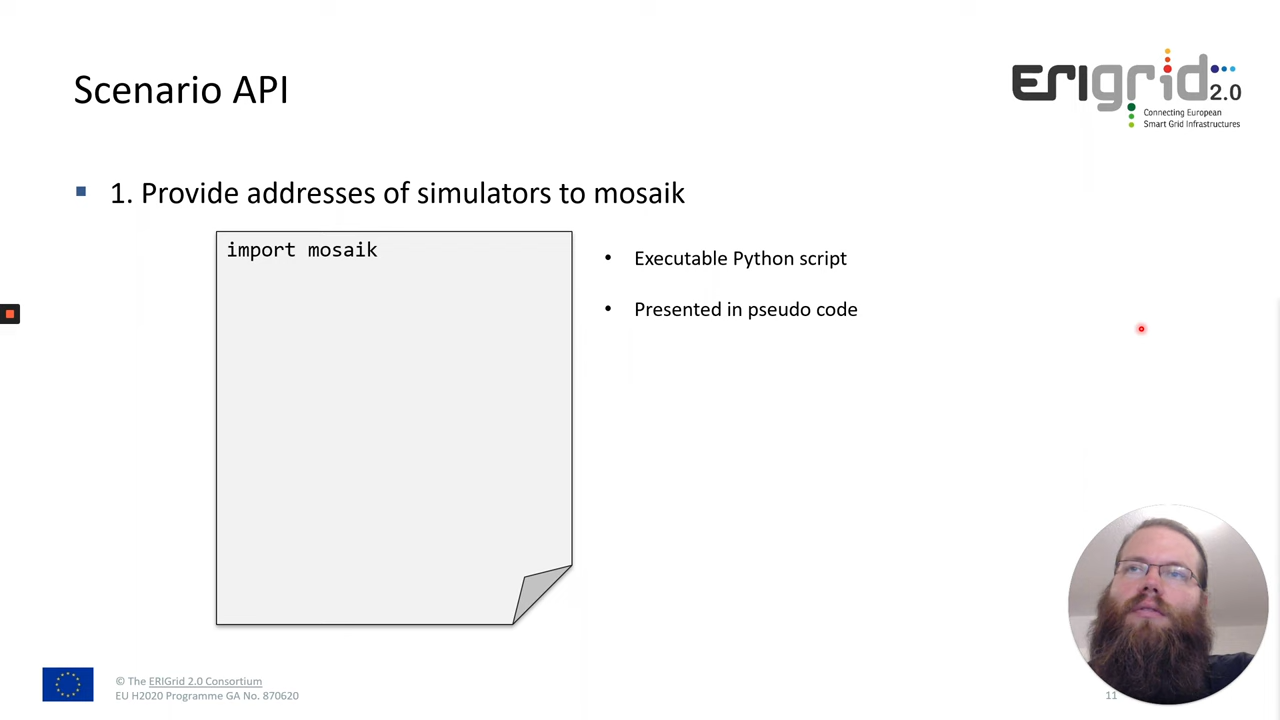 Scenario API
ERIgrid 2.0
Connecting European
Smart Grid Infrastructures
1. Provide addresses of simulators to mosaik
import mosaik
• Executable Python script
• Presented in pseudo code
© The ERIGrid 2.0 Consortium
EU H2020 Programme GA No. 870620
11